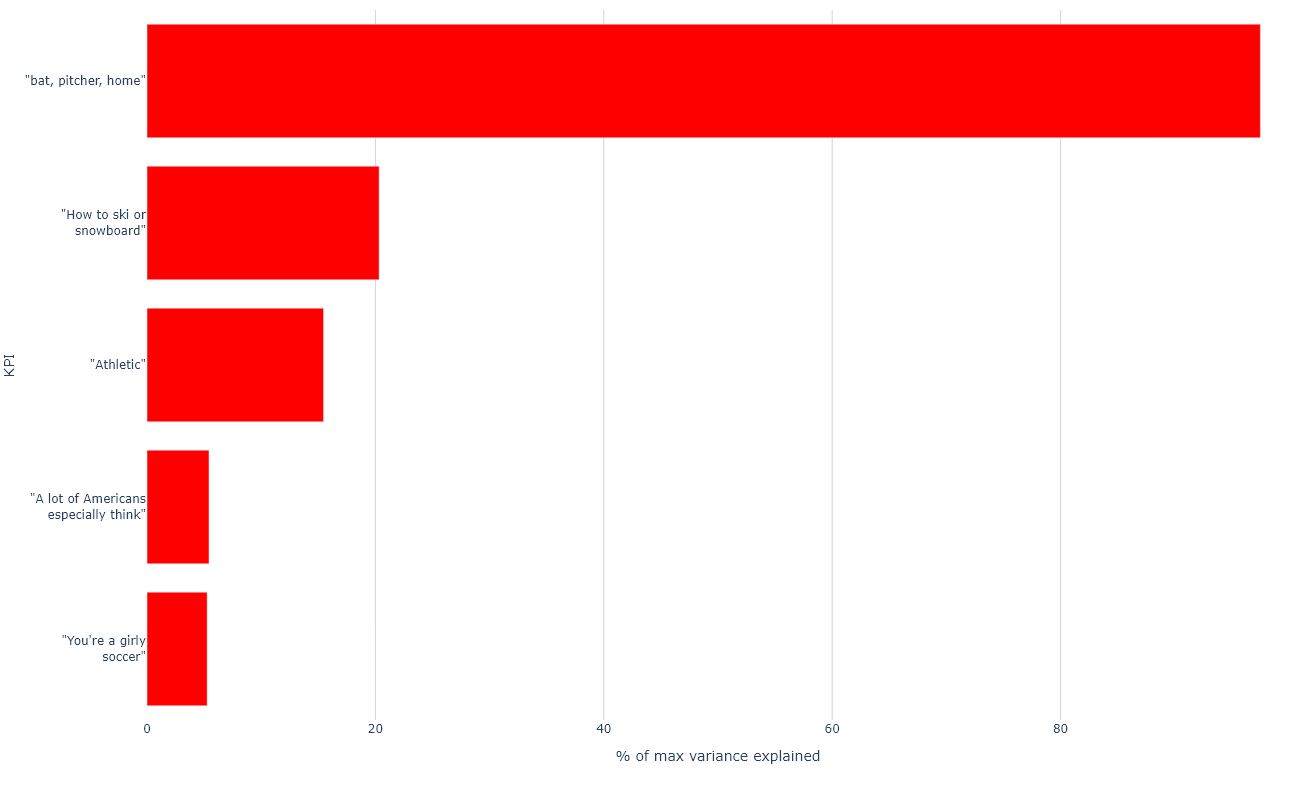 "bat, pitcher, home"
"How to ski or
snowboard"
"Athletic"
"A lot of Americans
especially think"
"You're a girly
soccer"
KPI
0
20
40
60
80
% of max variance explained